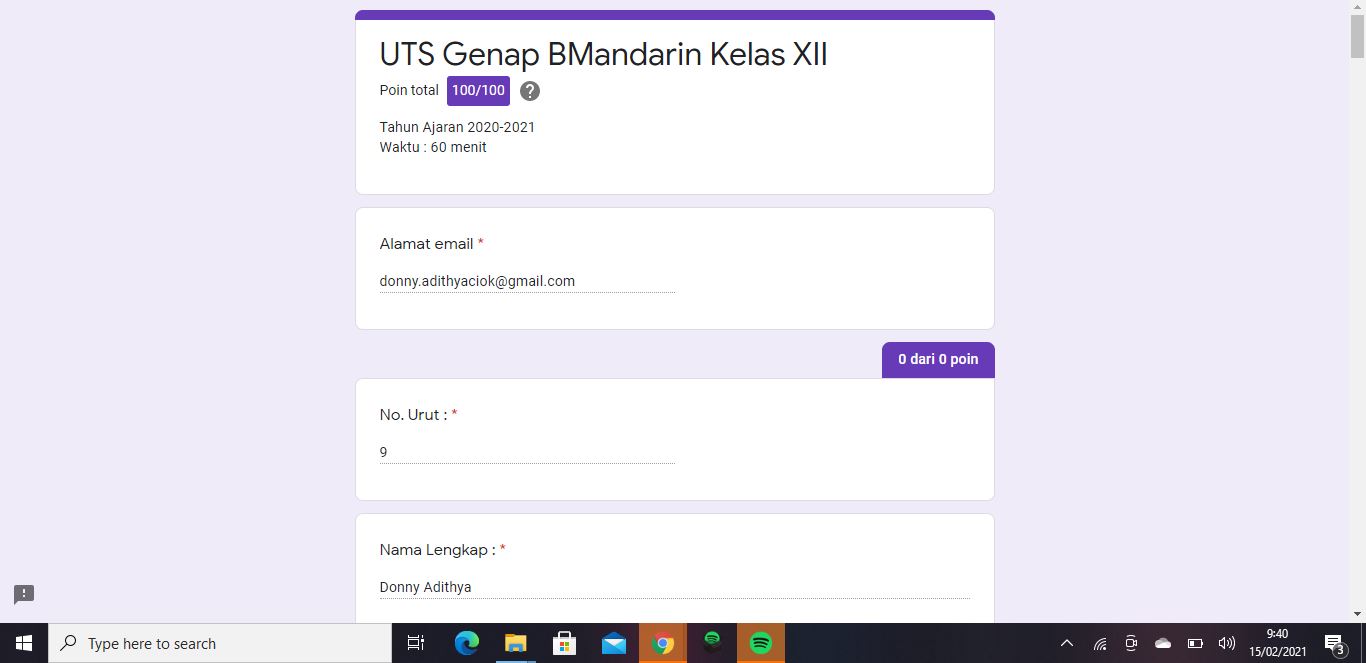 UTS Genap BMandarin Kelas XII
Poin total 100/100 ?
Tahun Ajaran 2020-2021
Waktu : 60 menit
Alamat email *
donny.adithyaciok@gmail.com
0 dari 0 poin
No. Urut : *
9
Nama Lengkap : *
Donny Adithya
Type here to search
9:40
15/02/2021
3